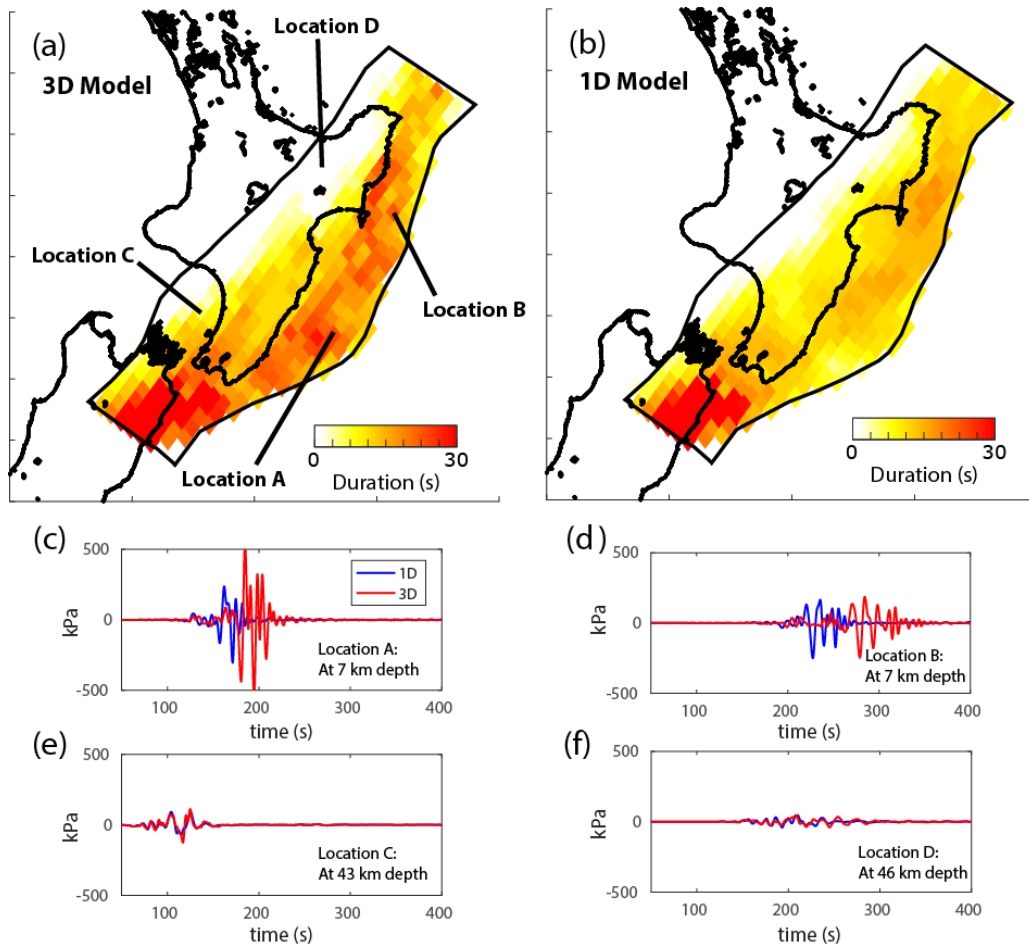 (a)
3D Model
Location D
Location C
Location B
Location A
0
30
Duration (s)
(b)
1D Model
0
30
Duration (s)
(c)
500
0
-500
kPa
1D
3D
Location A:
At 7 km depth
100
200
300
400
time (s)
(d)
500
0
-500
kPa
Location B:
At 7 km depth
100
200
300
400
time (s)
(e)
500
0
-500
kPa
Location C:
At 43 km depth
100
200
300
400
time (s)
(f)
500
0
-500
kPa
Location D:
At 46 km depth
100
200
300
400
time (s)